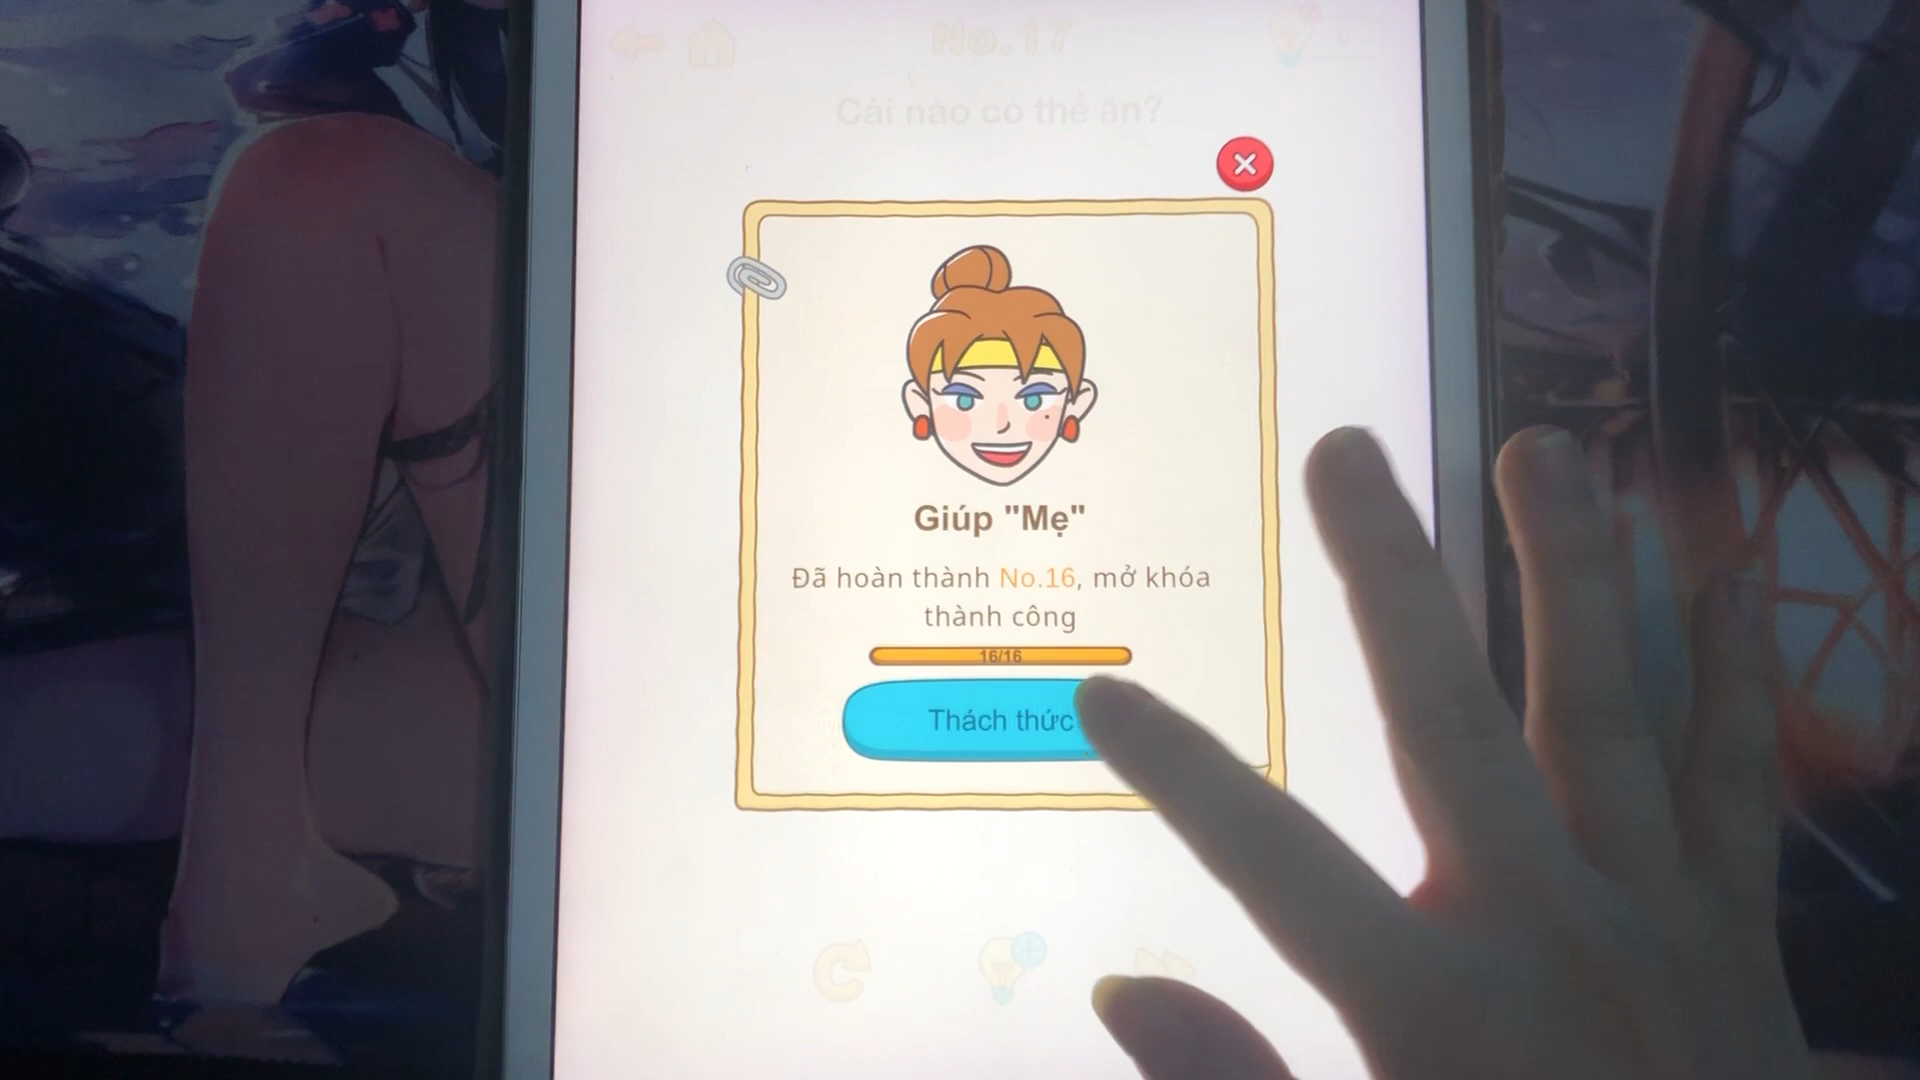 No.17
Cái nào có thể ăn?
Giúp "Mẹ"
Đã hoàn thành No.16, mở khóa
thành công
16/16
Thách thức